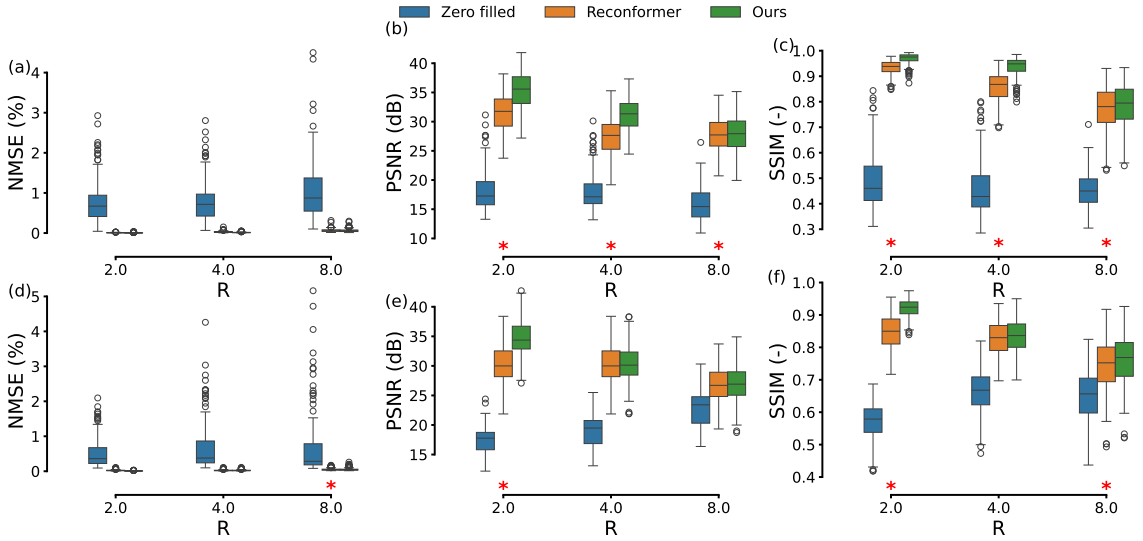 Zero filled Reconformer Ours
(a)
NMSE (%)
4
3
2
1
0
2.0 4.0 8.0
R
(b)
PSNR (dB)
40
35
30
25
20
15
10
* * *
2.0 4.0 8.0
R
(c)
SSIM (-)
1.0
0.9
0.8
0.7
0.6
0.5
0.4
0.3
* * *
2.0 4.0 8.0
R
(d)
NMSE (%)
5
4
3
2
1
0
*
2.0 4.0 8.0
R
(e)
PSNR (dB)
40
35
30
25
20
15
*
2.0 4.0 8.0
R
(f)
SSIM (-)
1.0
0.9
0.8
0.7
0.6
0.5
0.4
* *
2.0 4.0 8.0
R